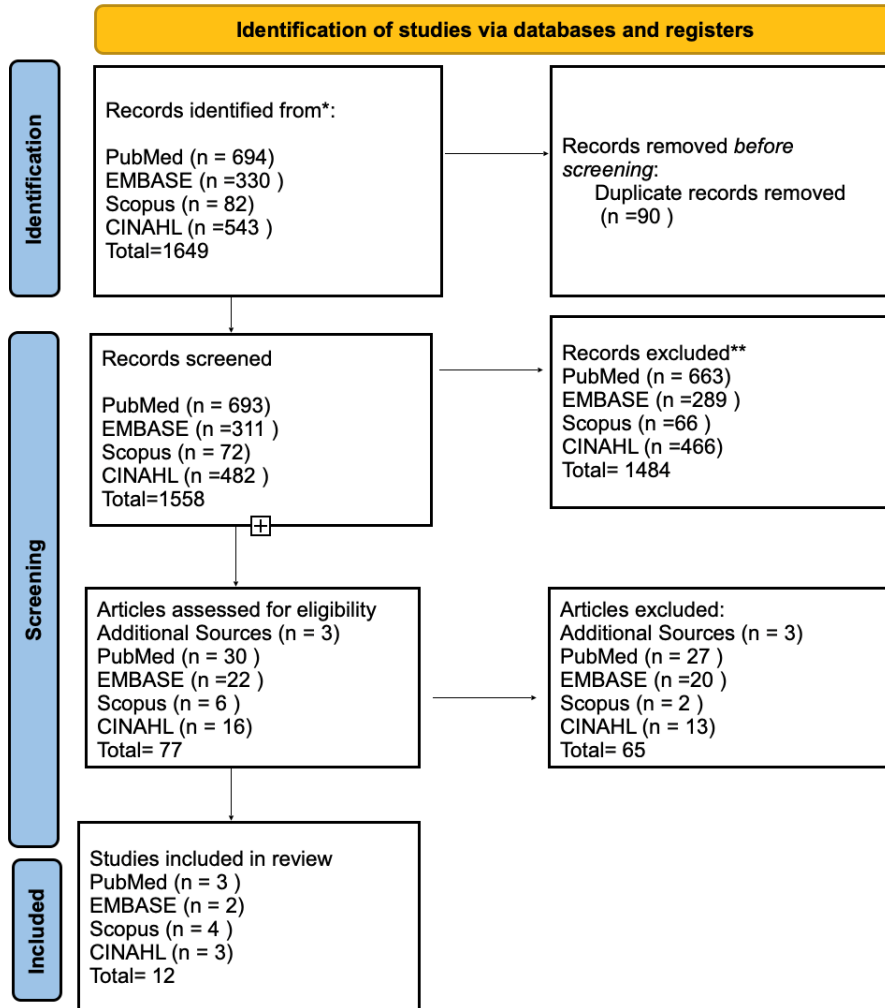 Identification of studies via databases and registers
Identification
Records identified from*:
PubMed (n = 694)
EMBASE (n =330 )
Scopus (n = 82)
CINAHL (n =543 )
Total=1649
Records removed before
screening:
Duplicate records removed
(n =90 )
Screening
Records screened
PubMed (n = 693)
EMBASE (n =311 )
Scopus (n = 72)
CINAHL (n =482 )
Total=1558
Records excluded**
PubMed (n = 663)
EMBASE (n =289 )
Scopus (n =66 )
CINAHL (n =466)
Total= 1484
Articles assessed for eligibility
Additional Sources (n = 3)
PubMed (n = 30 )
EMBASE (n =22 )
Scopus (n = 6 )
CINAHL (n = 16)
Total= 77
Articles excluded:
Additional Sources (n = 3)
PubMed (n = 27 )
EMBASE (n =20 )
Scopus (n = 2 )
CINAHL (n = 13)
Total= 65
Included
Studies included in review
PubMed (n = 3 )
EMBASE (n = 2)
Scopus (n = 4 )
CINAHL (n = 3)
Total= 12